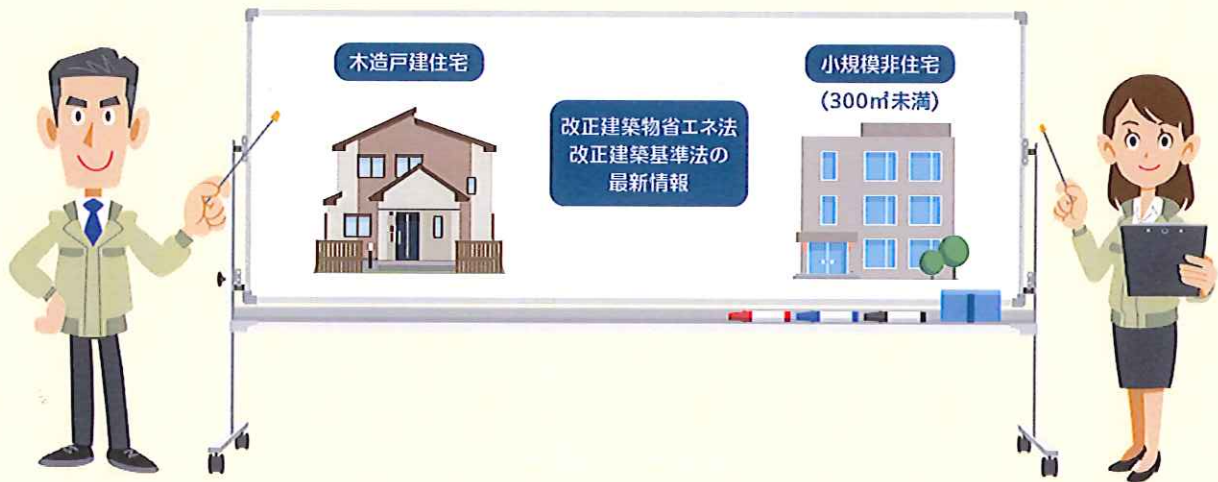 木造戸建住宅
小規模非住宅
(300㎡未満)
改正建築物省エネ法
改正建築基準法の
最新情報